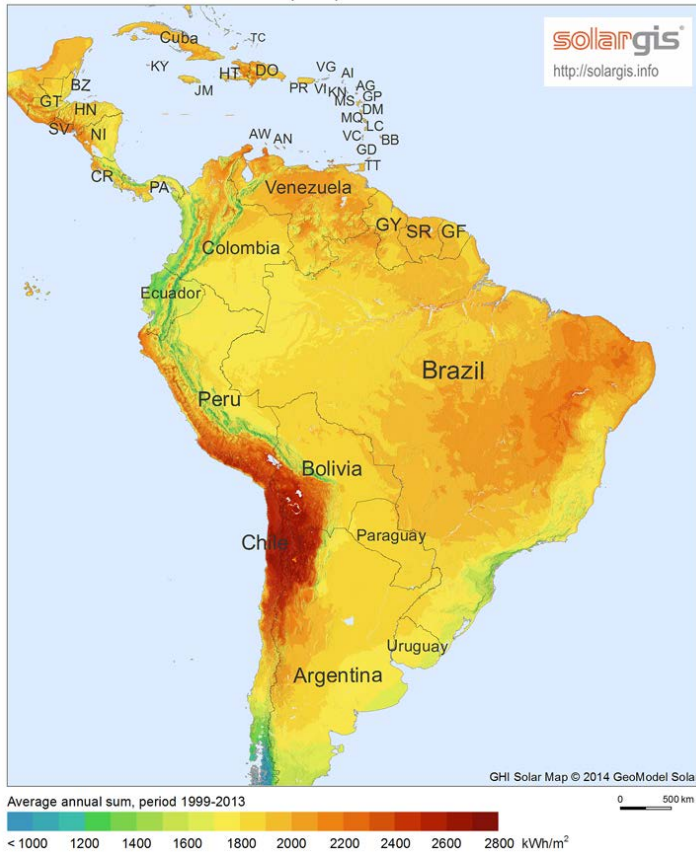 solargis
http://solargis.info
Cuba
TC
KY
JM
HT
DO
PR
VG
VI
AI
KN
AG
MS
GP
DM
MQ
LC
VC
BB
GD
TT
AW
AN
BZ
GT
HN
SV
NI
CR
PA
Venezuela
GY
SR
GF
Colombia
Ecuador
Brazil
Peru
Bolivia
Chile
Paraguay
Uruguay
Argentina
GHI Solar Map © 2014 GeoModel Sola
Average annual sum, period 1999-2013
0 500 km
< 1000 1200 1400 1600 1800 2000 2200 2400 2600 2800 kWh/m²